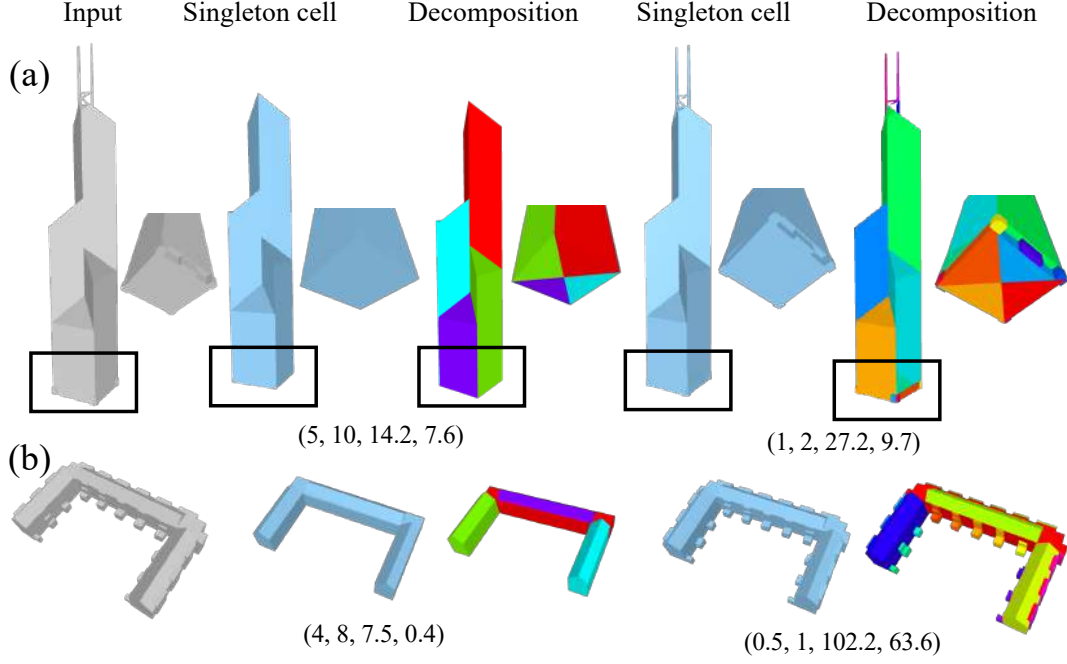 Input Singleton cell Decomposition Singleton cell Decomposition
(a)
(5, 10, 14.2, 7.6) (1, 2, 27.2, 9.7)
(b)
(4, 8, 7.5, 0.4) (0.5, 1, 102.2, 63.6)